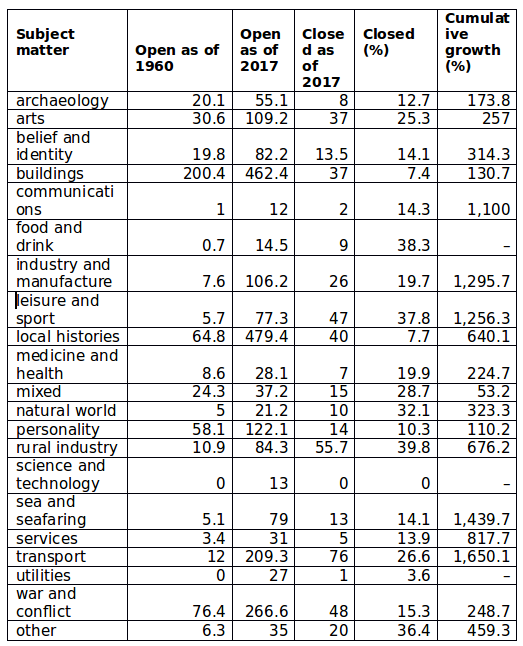 Subject matter | Open as of 1960 | Open as of 2017 | Close d as of 2017 | Closed (%) | Cumulat ive growth (%)
archaeology 20.1 55.1 8 12.7 173.8
arts 30.6 109.2 37 25.3 257
belief and
identity 19.8 82.2 13.5 14.1 314.3
buildings 200.4 462.4 37 7.4 130.7
communicati
ons 1 12 2 14.3 1,100
food and
drink 0.7 14.5 9 38.3 –
industry and
manufacture 7.6 106.2 26 19.7 1,295.7
leisure and
sport 5.7 77.3 47 37.8 1,256.3
local histories 64.8 479.4 40 7.7 640.1
medicine and
health 8.6 28.1 7 19.9 224.7
mixed 24.3 37.2 15 28.7 53.2
natural world 5 21.2 10 32.1 323.3
personality 58.1 122.1 14 10.3 110.2
rural industry 10.9 84.3 55.7 39.8 676.2
science and
technology 0 13 0 0 –
sea and
seafaring 5.1 79 13 14.1 1,439.7
services 3.4 31 5 13.9 817.7
transport 12 209.3 76 26.6 1,650.1
utilities 0 27 1 3.6 –
war and
conflict 76.4 266.6 48 15.3 248.7
other 6.3 35 20 36.4 459.3